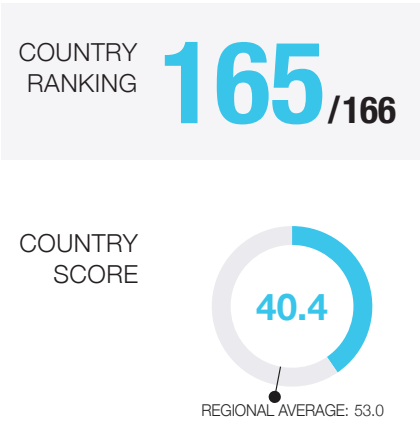 COUNTRY
RANKING
165/166
COUNTRY
SCORE
40.4
REGIONAL AVERAGE: 53.0